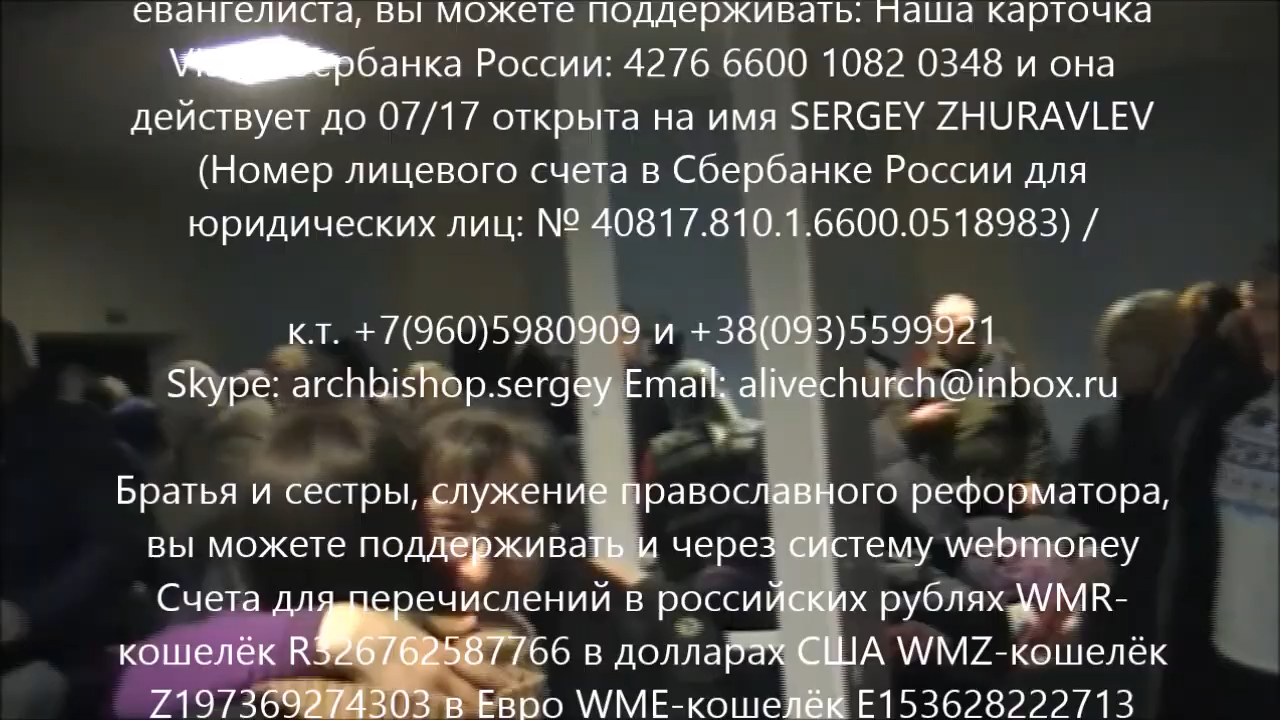 евангелиста, вы можете поддерживать: Наша карточка
Сбербанка России: 4276 6600 1082 0348 и она
действует до 07/17 открыта на имя SERGEY ZHURAVLEV
(Номер лицевого счета в Сбербанке России для
юридических лиц: № 40817.810.1.6600.0518983) /
к.т. +7(960)5980909 и +38(093)5599921
Skype: archbishop.sergey Email: alivechurch@inbox.ru
Братья и сестры, служение православного реформатора,
вы можете поддерживать и через систему webmoney
Счета для перечислений в российских рублях WMR-
кошелёк R326762587766 в долларах США WMZ-кошелёк
Z197369274303 в Евро WME-кошелёк E153628222713